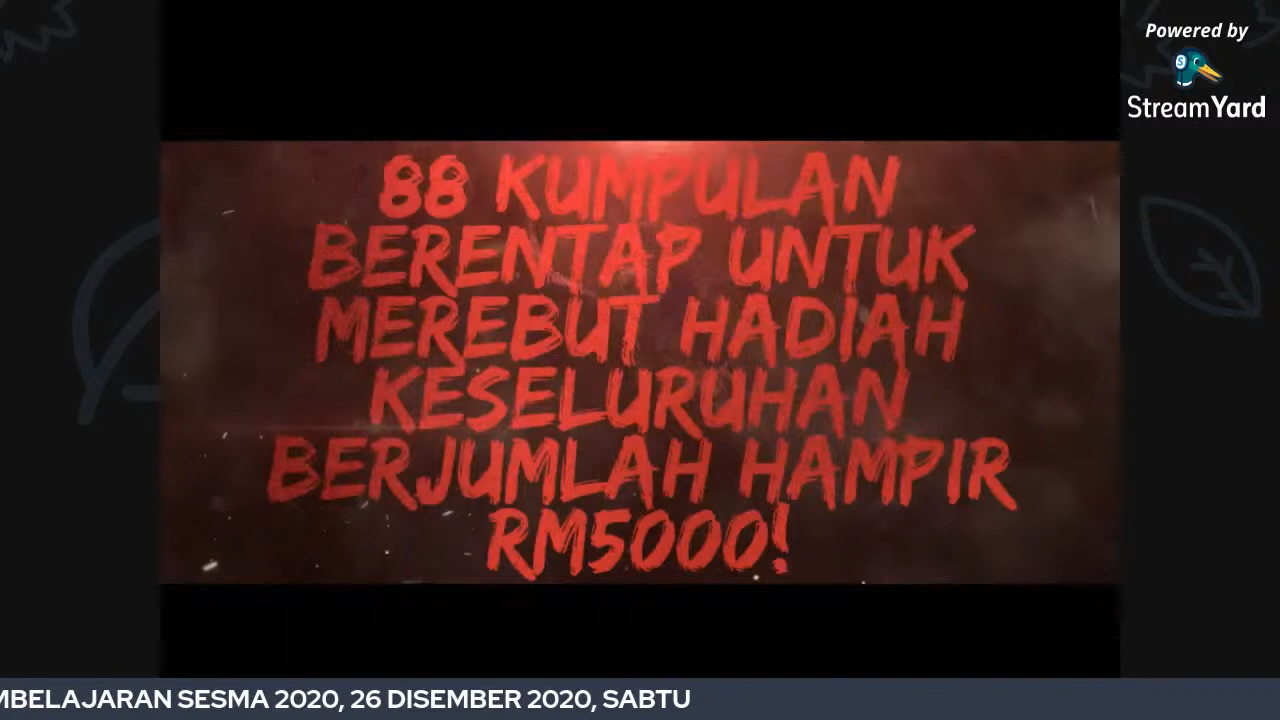 Powered by
StreamYard
88 KUMPULAN
BERENTAP UNTUK
MEREBUT HADIAH
KESELURUHAN
BERJUMLAH HAMPIR
RM5000!
MBELAJARAN SESMA 2020, 26 DISEMBER 2020, SABTU